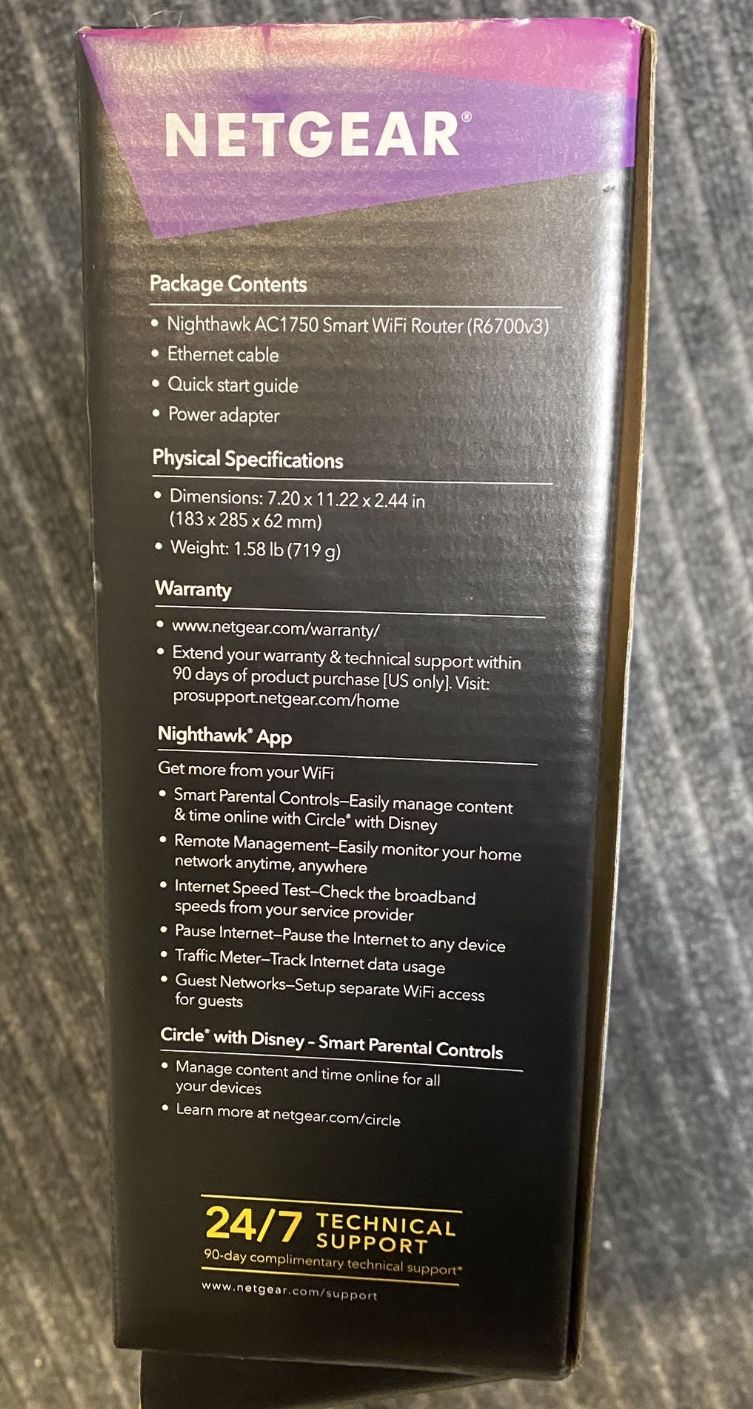 NETGEAR®
Package Contents
• Nighthawk AC1750 Smart WiFi Router (R6700v3)
• Ethernet cable
• Quick start guide
• Power adapter
Physical Specifications
• Dimensions: 7.20 x 11.22 x 2.44 in
(183 x 285 x 62 mm)
• Weight: 1.58 lb (719 g)
Warranty
• www.netgear.com/warranty/
• Extend your warranty & technical support within
90 days of product purchase [US only]. Visit:
prosupport.netgear.com/home
Nighthawk® App
Get more from your WiFi
• Smart Parental Controls–Easily manage content
& time online with Circle® with Disney
• Remote Management–Easily monitor your home
network anytime, anywhere
• Internet Speed Test–Check the broadband
speeds from your service provider
• Pause Internet–Pause the Internet to any device
• Traffic Meter–Track Internet data usage
• Guest Networks–Setup separate WiFi access
for guests
Circle® with Disney – Smart Parental Controls
• Manage content and time online for all
your devices
• Learn more at netgear.com/circle
24/7 TECHNICAL
SUPPORT
90-day complimentary technical support*
www.netgear.com/support